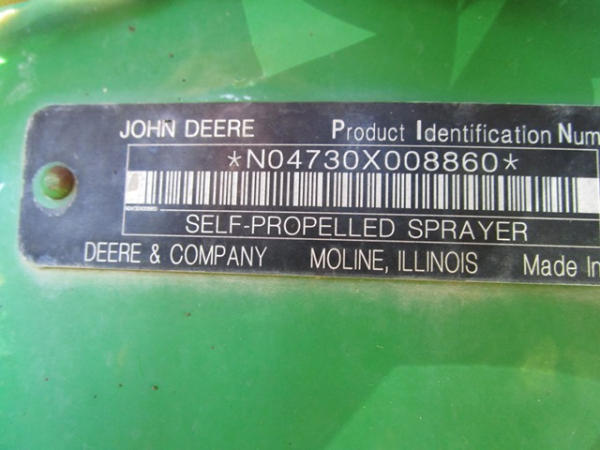 JOHN DEERE Product Identification Num
*N04730X008860*
SELF-PROPELLED SPRAYER
DEERE & COMPANY MOLINE, ILLINOIS Made In